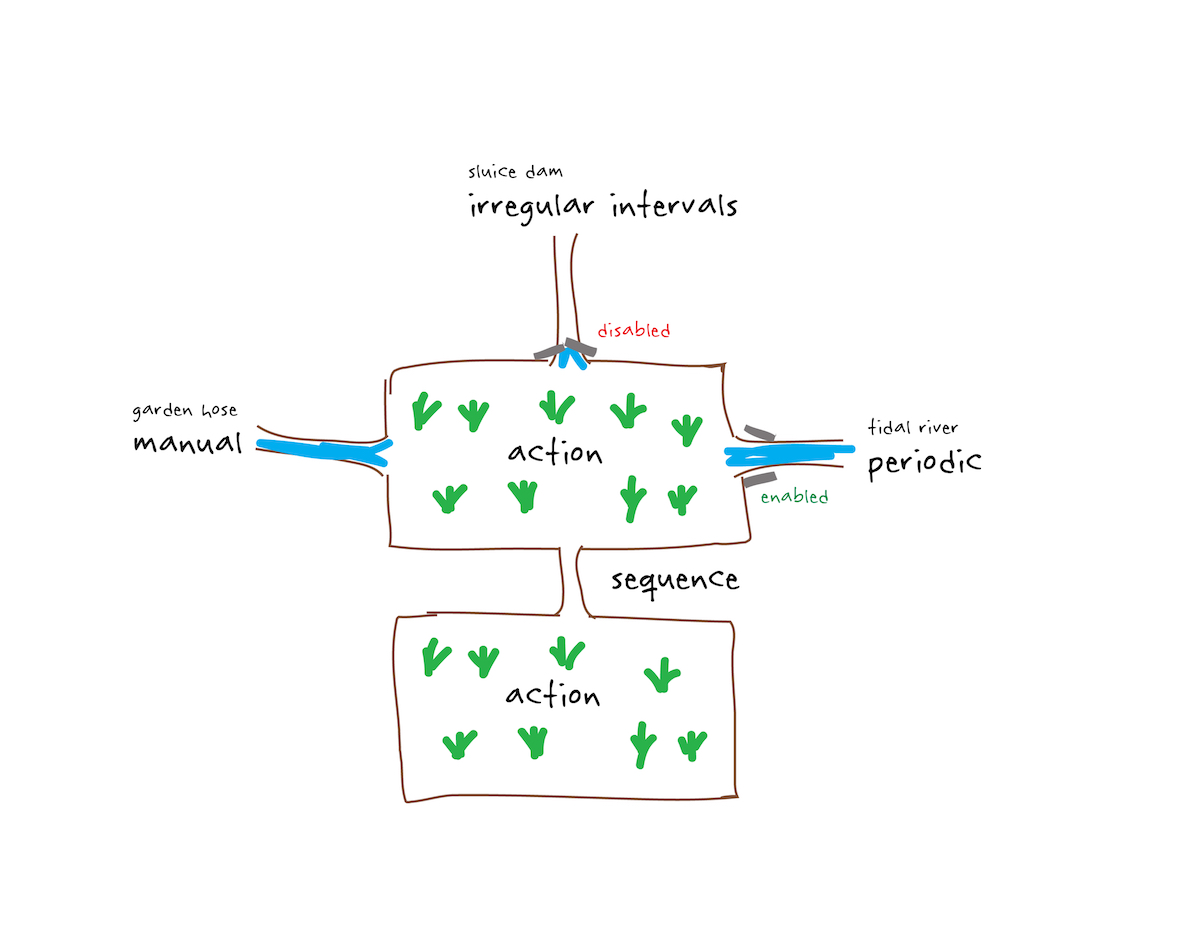 sluice dam
irregular intervals
disabled
garden hose
manual
action
tidal river
periodic
enabled
sequence
action